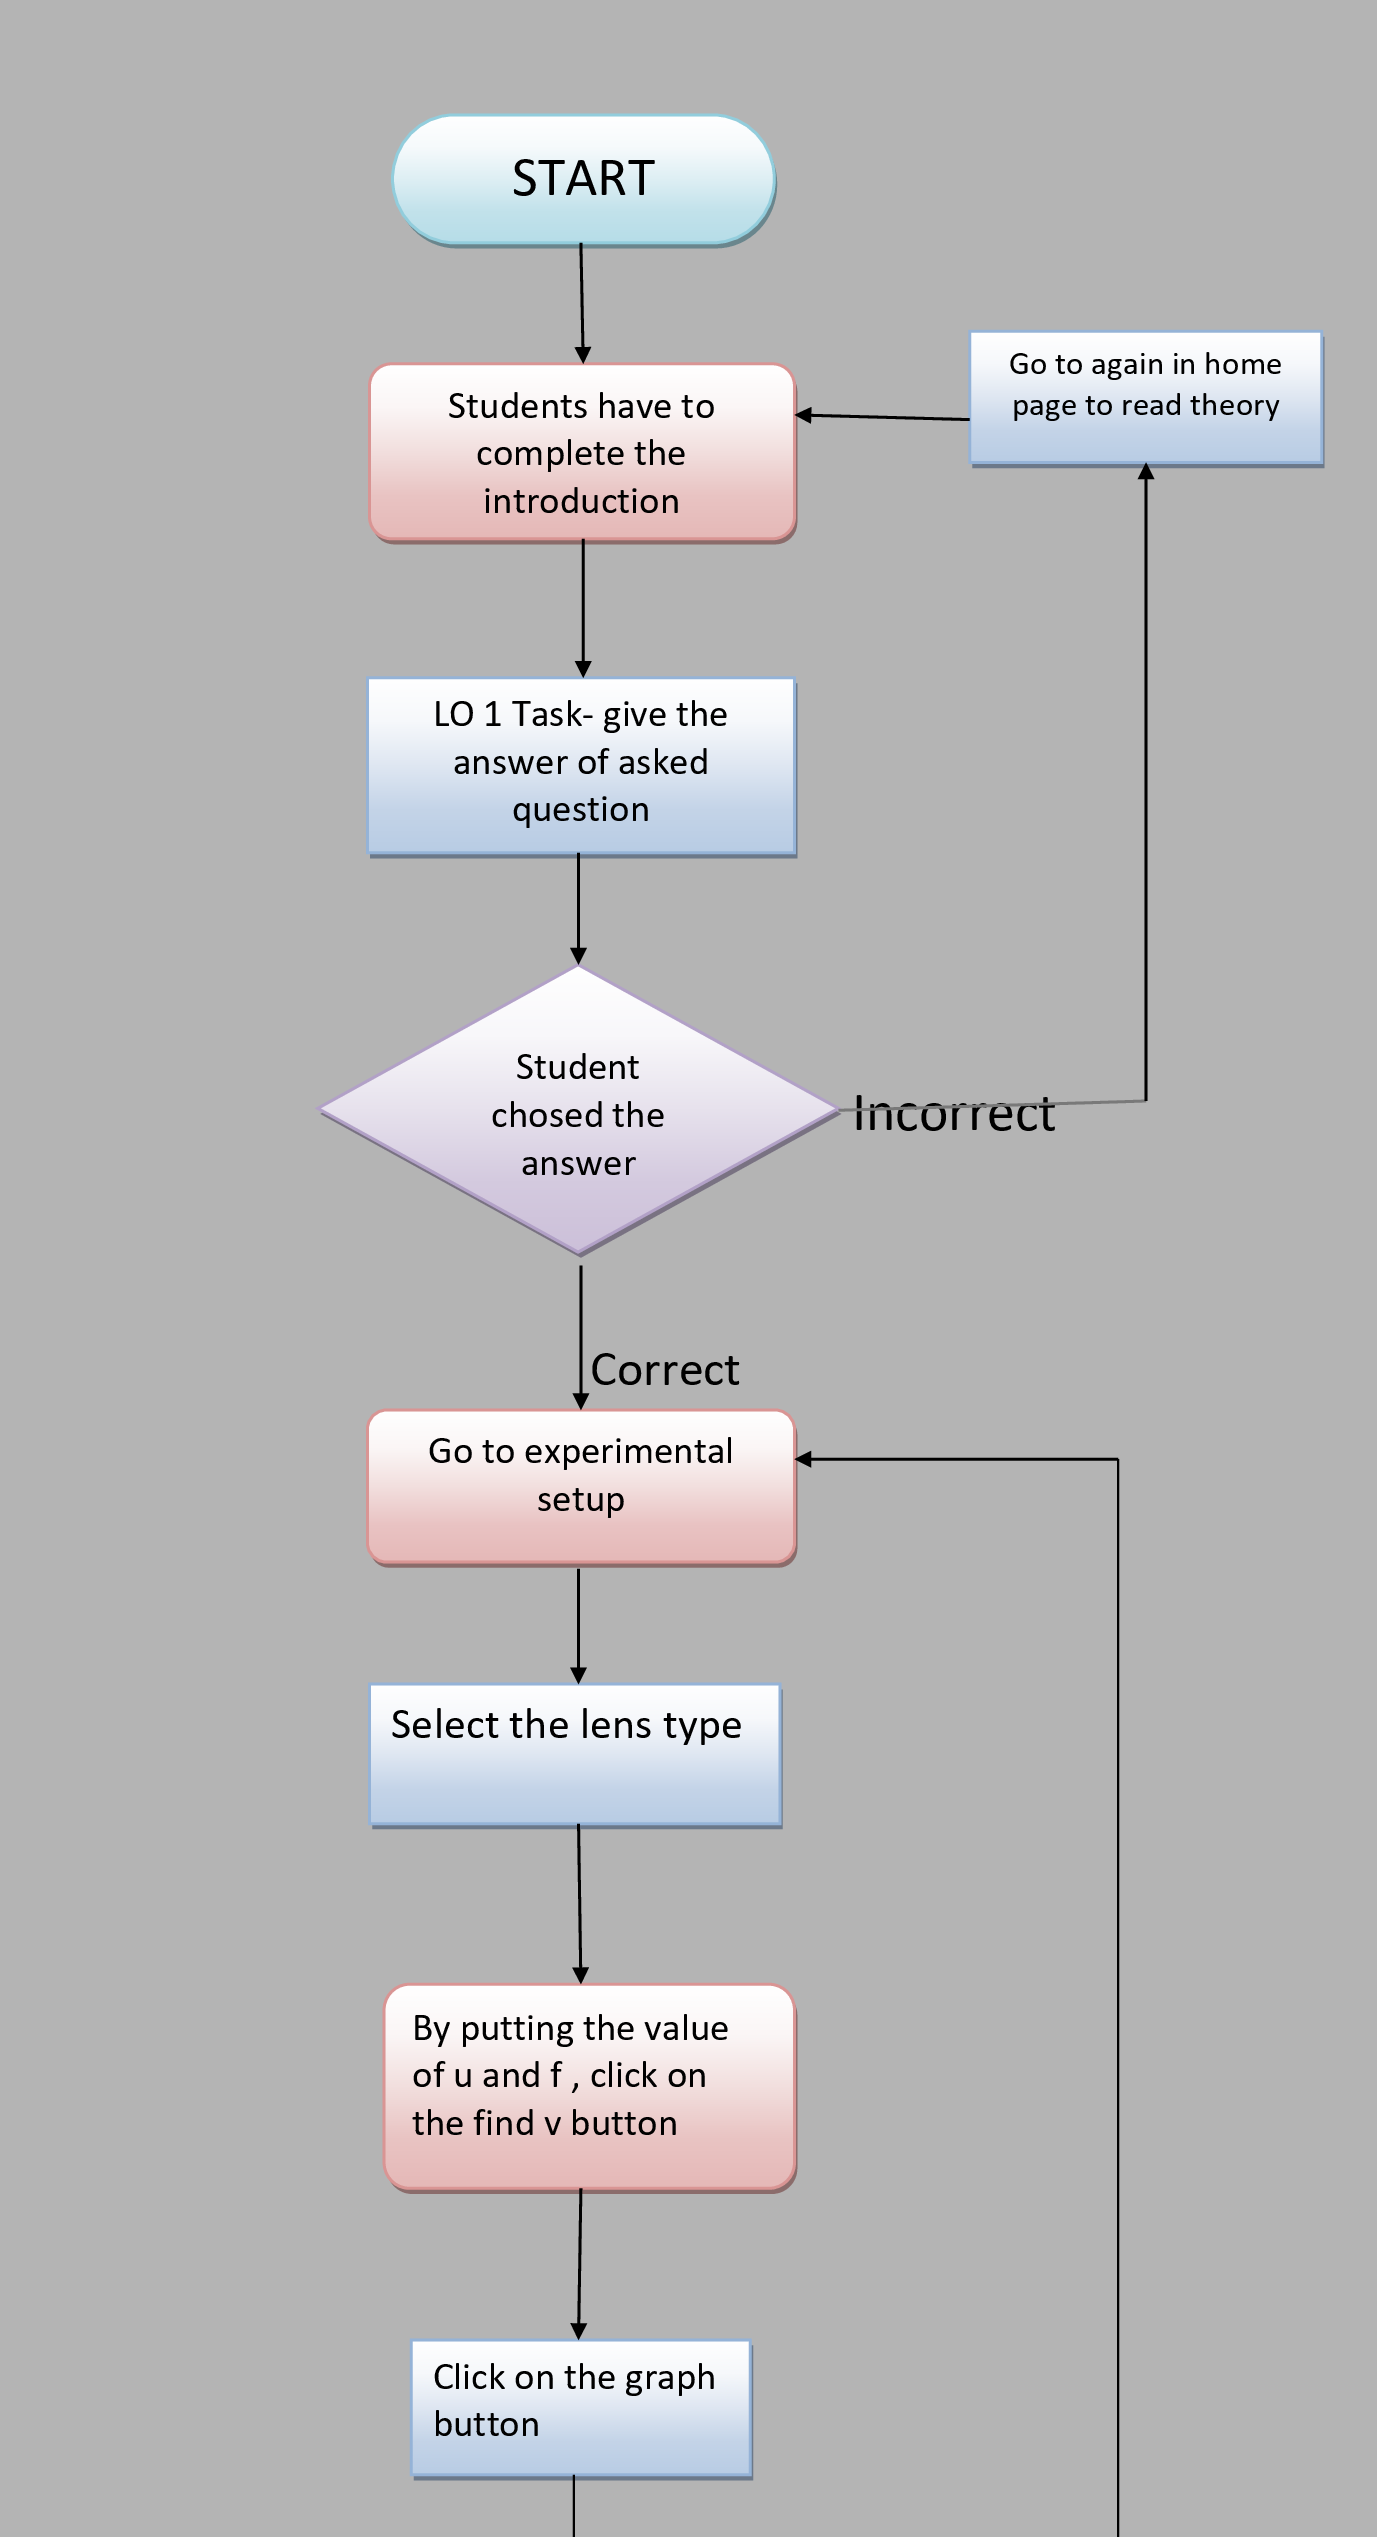 START
Students have to
complete the
introduction
Go to again in home
page to read theory
LO 1 Task- give the
answer of asked
question
Student
chosed the
answer
Incorrect
Correct
Go to experimental
setup
Select the lens type
By putting the value
of u and f , click on
the find v button
Click on the graph
button